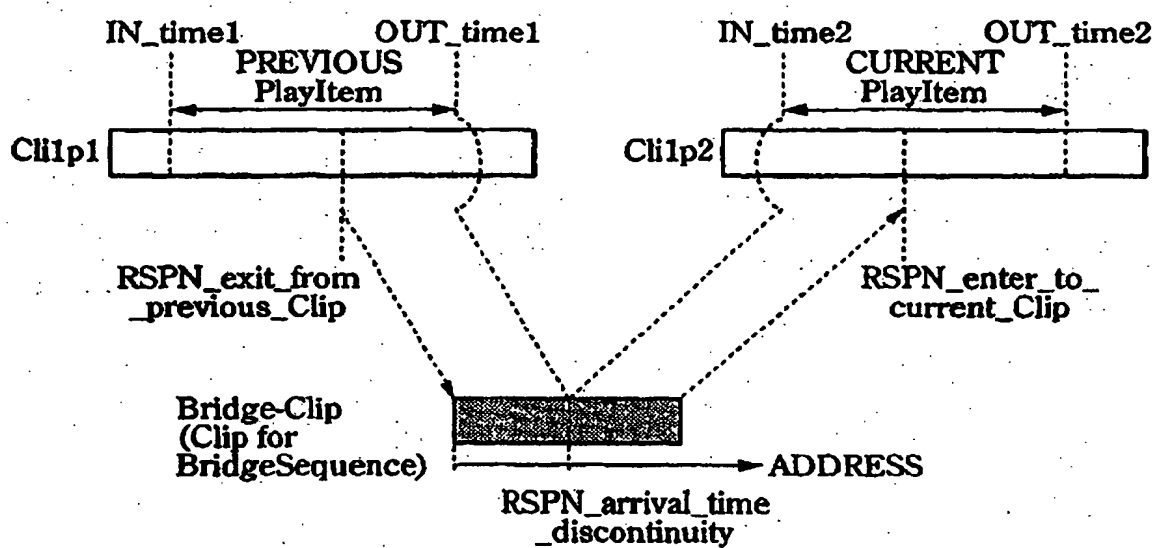 IN_time1
OUT_time1
IN_time2
OUT_time2
PREVIOUS
PlayItem
CURRENT
PlayItem
Cli1p1
Cli1p2
RSPN_exit_from
_previous_Clip
RSPN_enter_to_
current_Clip
Bridge-Clip
(Clip for
BridgeSequence)
ADDRESS
RSPN_arrival_time
_discontinuity